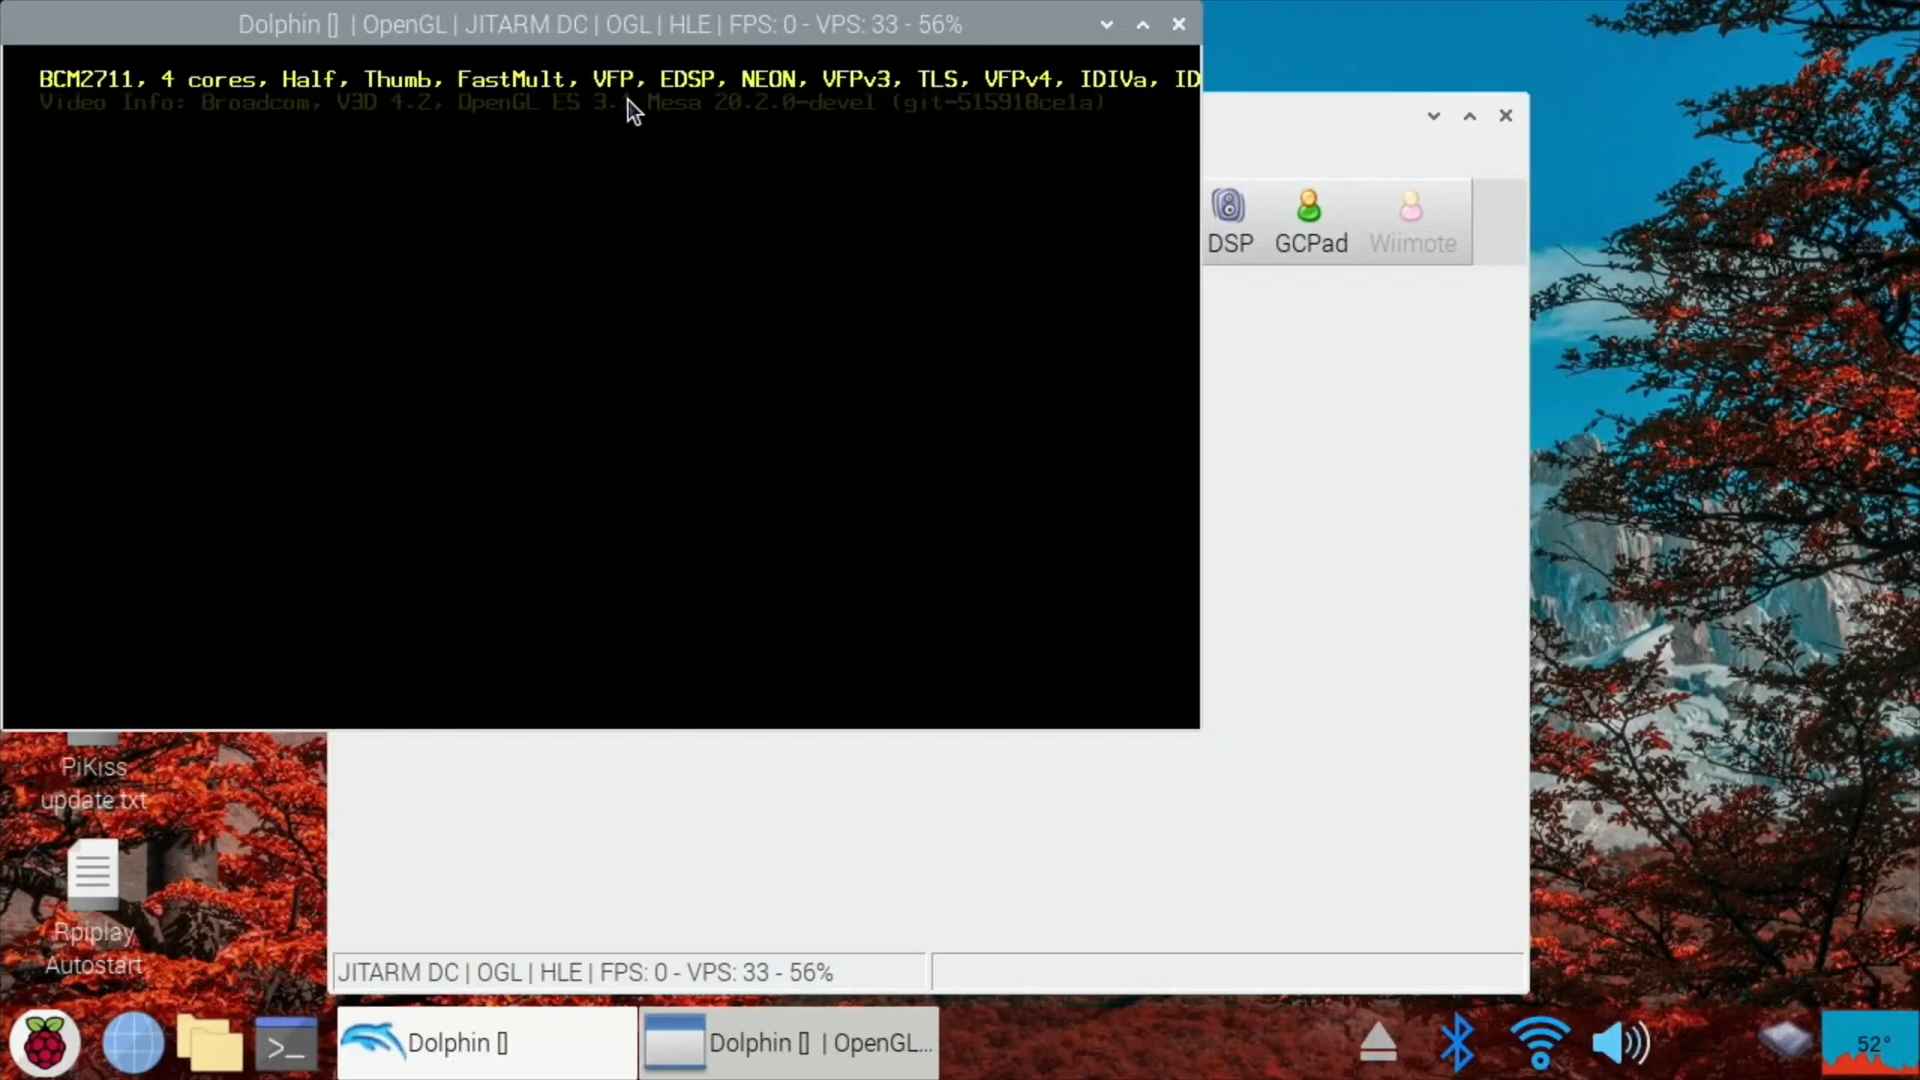 Dolphin [] | OpenGL | JITARM DC | OGL | HLE | FPS: 0 - VPS: 33 - 56%
BCM2711, 4 cores, Half, Thumb, FastMult, VFP, EDSP, NEON, VFPv3, TLS, VFPv4, IDIVa, ID
Video Info: Broadcom, V3D 4.2, OpenGL ES 3. Mesa 20.2.0-devel (git-515918ce1a)
DSP GCPad Wiimote
PiKiss
update.txt
Rpiplay
Autostart
JITARM DC | OGL | HLE | FPS: 0 - VPS: 33 - 56%
>_ Dolphin [] Dolphin [] | OpenGL... 52°